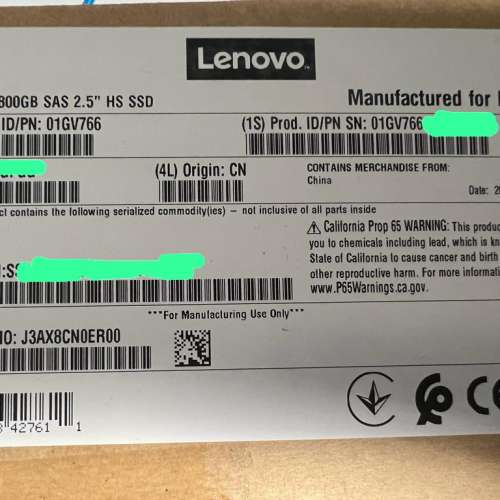 Lenovo
800GB SAS 2.5" HS SSD
Manufactured for
ID/PN: 01GV766
(1S) Prod. ID/PN SN: 01GV766
(4L) Origin: CN
CONTAINS MERCHANDISE FROM:
China
Date: 20
ct contains the following serialized commodity(ies) – not inclusive of all parts inside
⚠ California Prop 65 WARNING: This produc
you to chemicals including lead, which is kn
State of California to cause cancer and birth
other reproductive harm. For more informati
www.P65Warnings.ca.gov.
***For Manufacturing Use Only***
NO: J3AX8CN0ER00
42761 1
CE